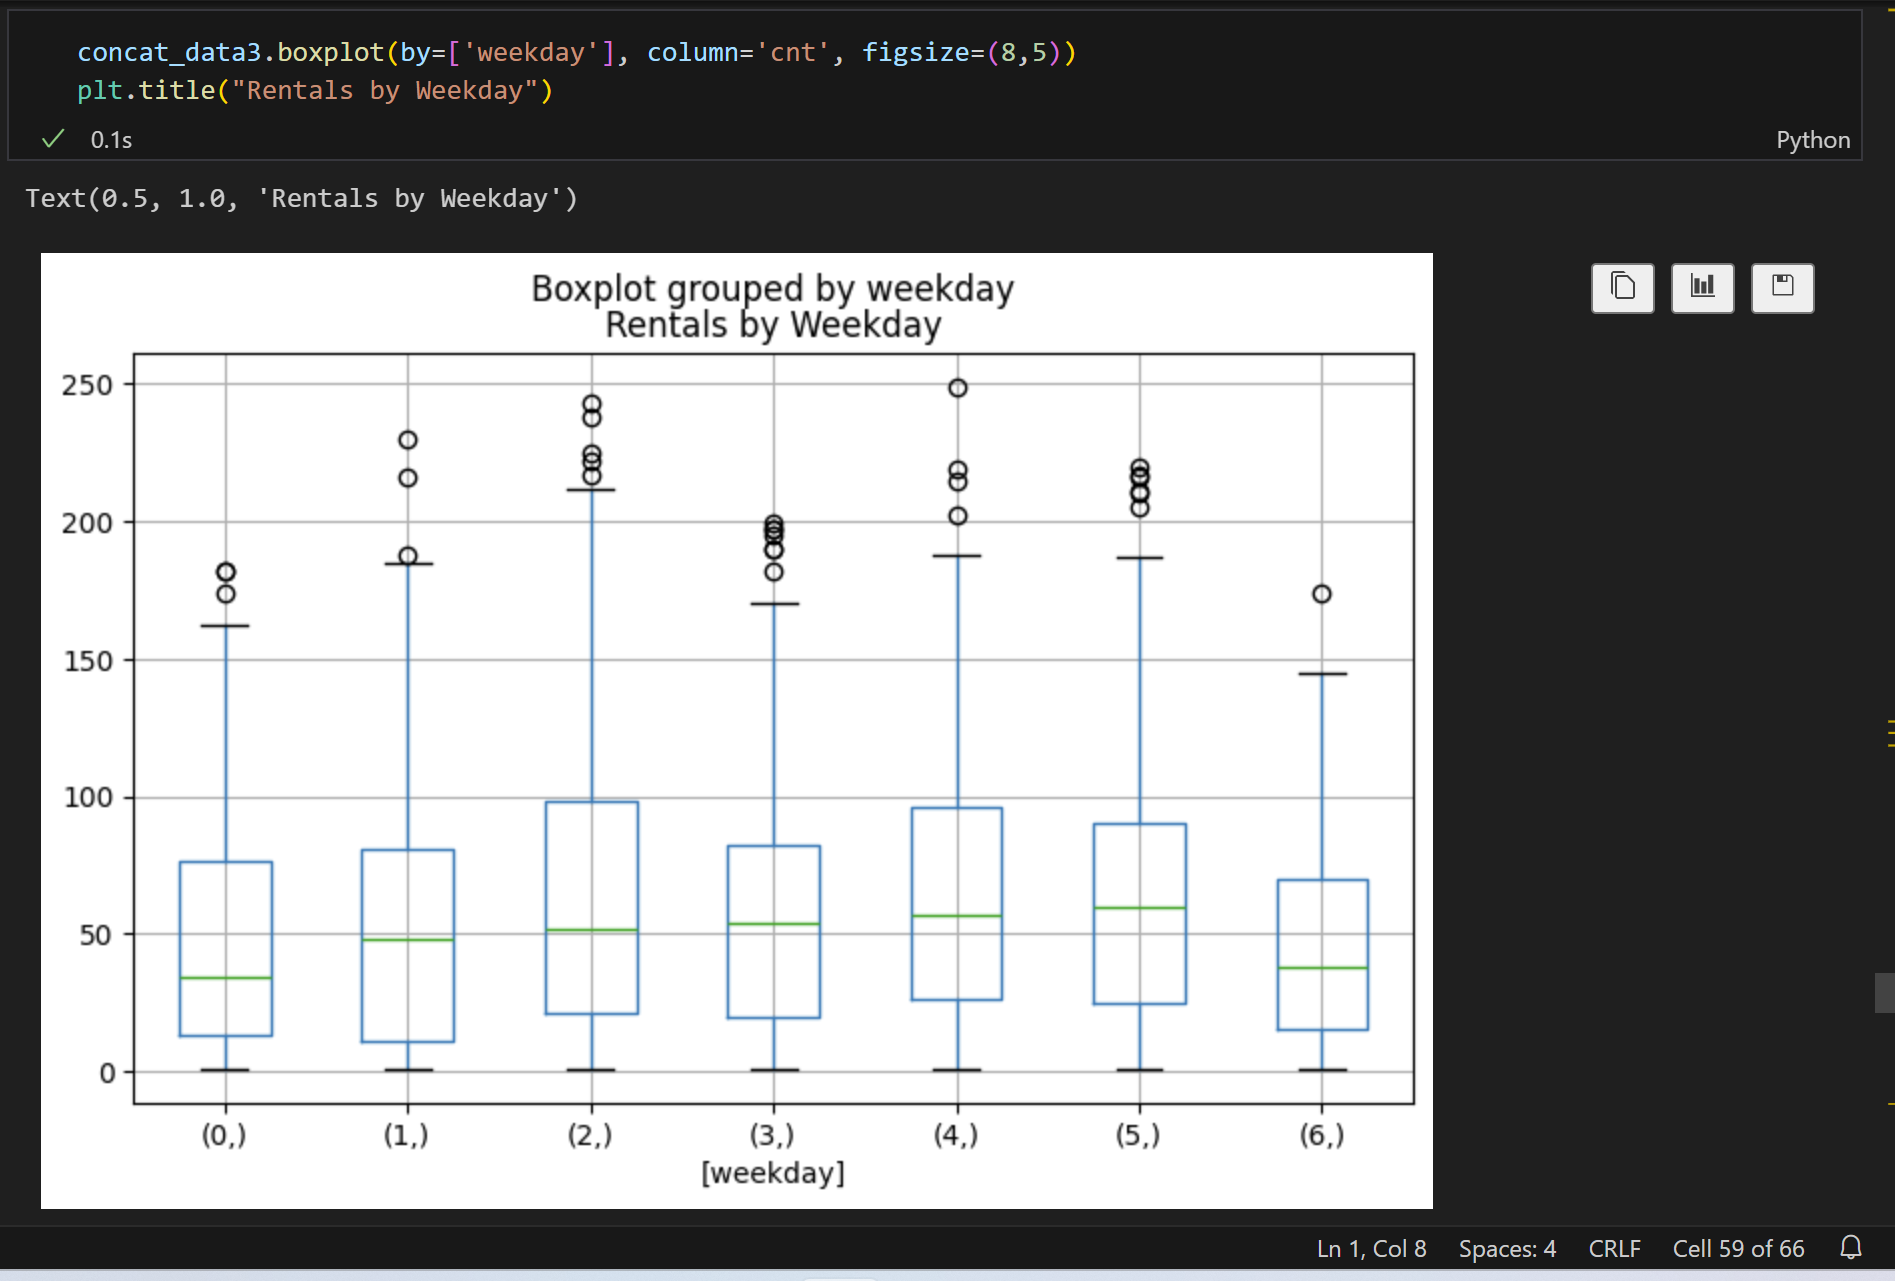 concat_data3.boxplot(by=['weekday'], column='cnt', figsize=(8,5))
plt.title("Rentals by Weekday")
0.1s
Python
Text(0.5, 1.0, 'Rentals by Weekday')
Boxplot grouped by weekday
Rentals by Weekday
250
200
150
100
50
0
(0,) (1,) (2,) (3,) (4,) (5,) (6,)
[weekday]
Ln 1, Col 8 Spaces: 4 CRLF Cell 59 of 66